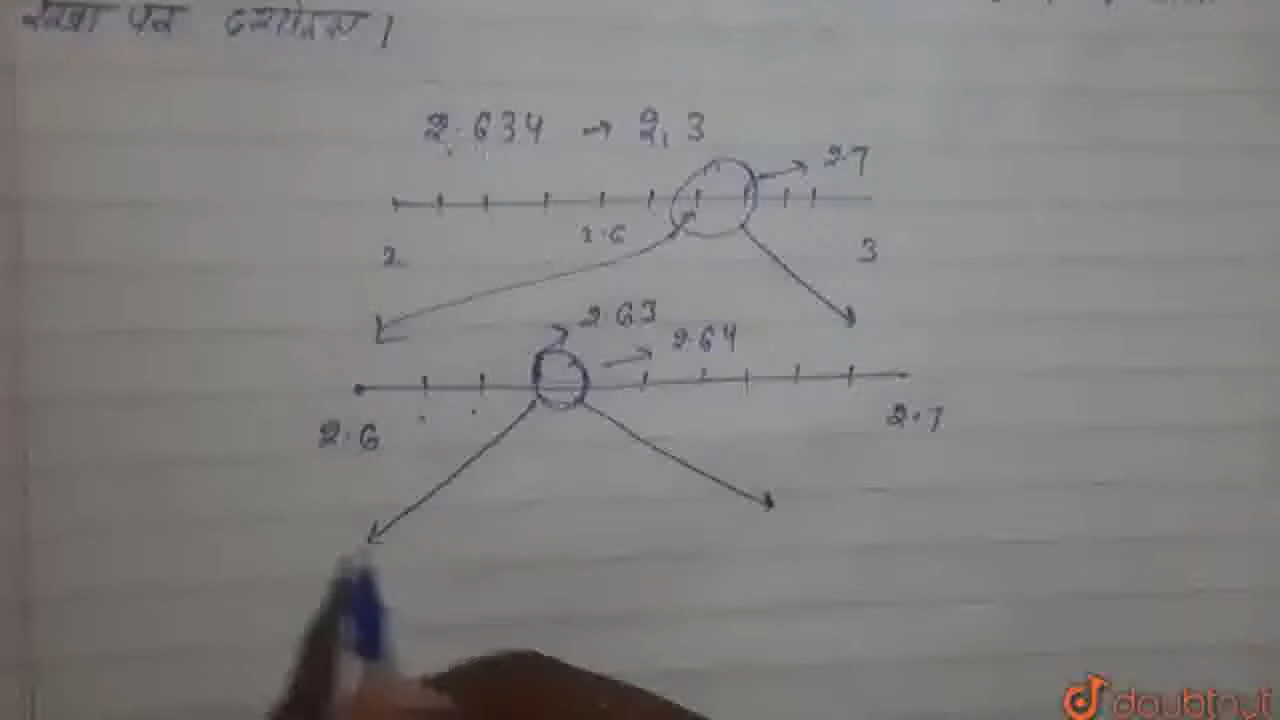 रेखा पर दर्शाइए।
2.634 → 2, 3
2.7
2.6
2. 3
2.63
2.64
2.6 2.7
doubtnut